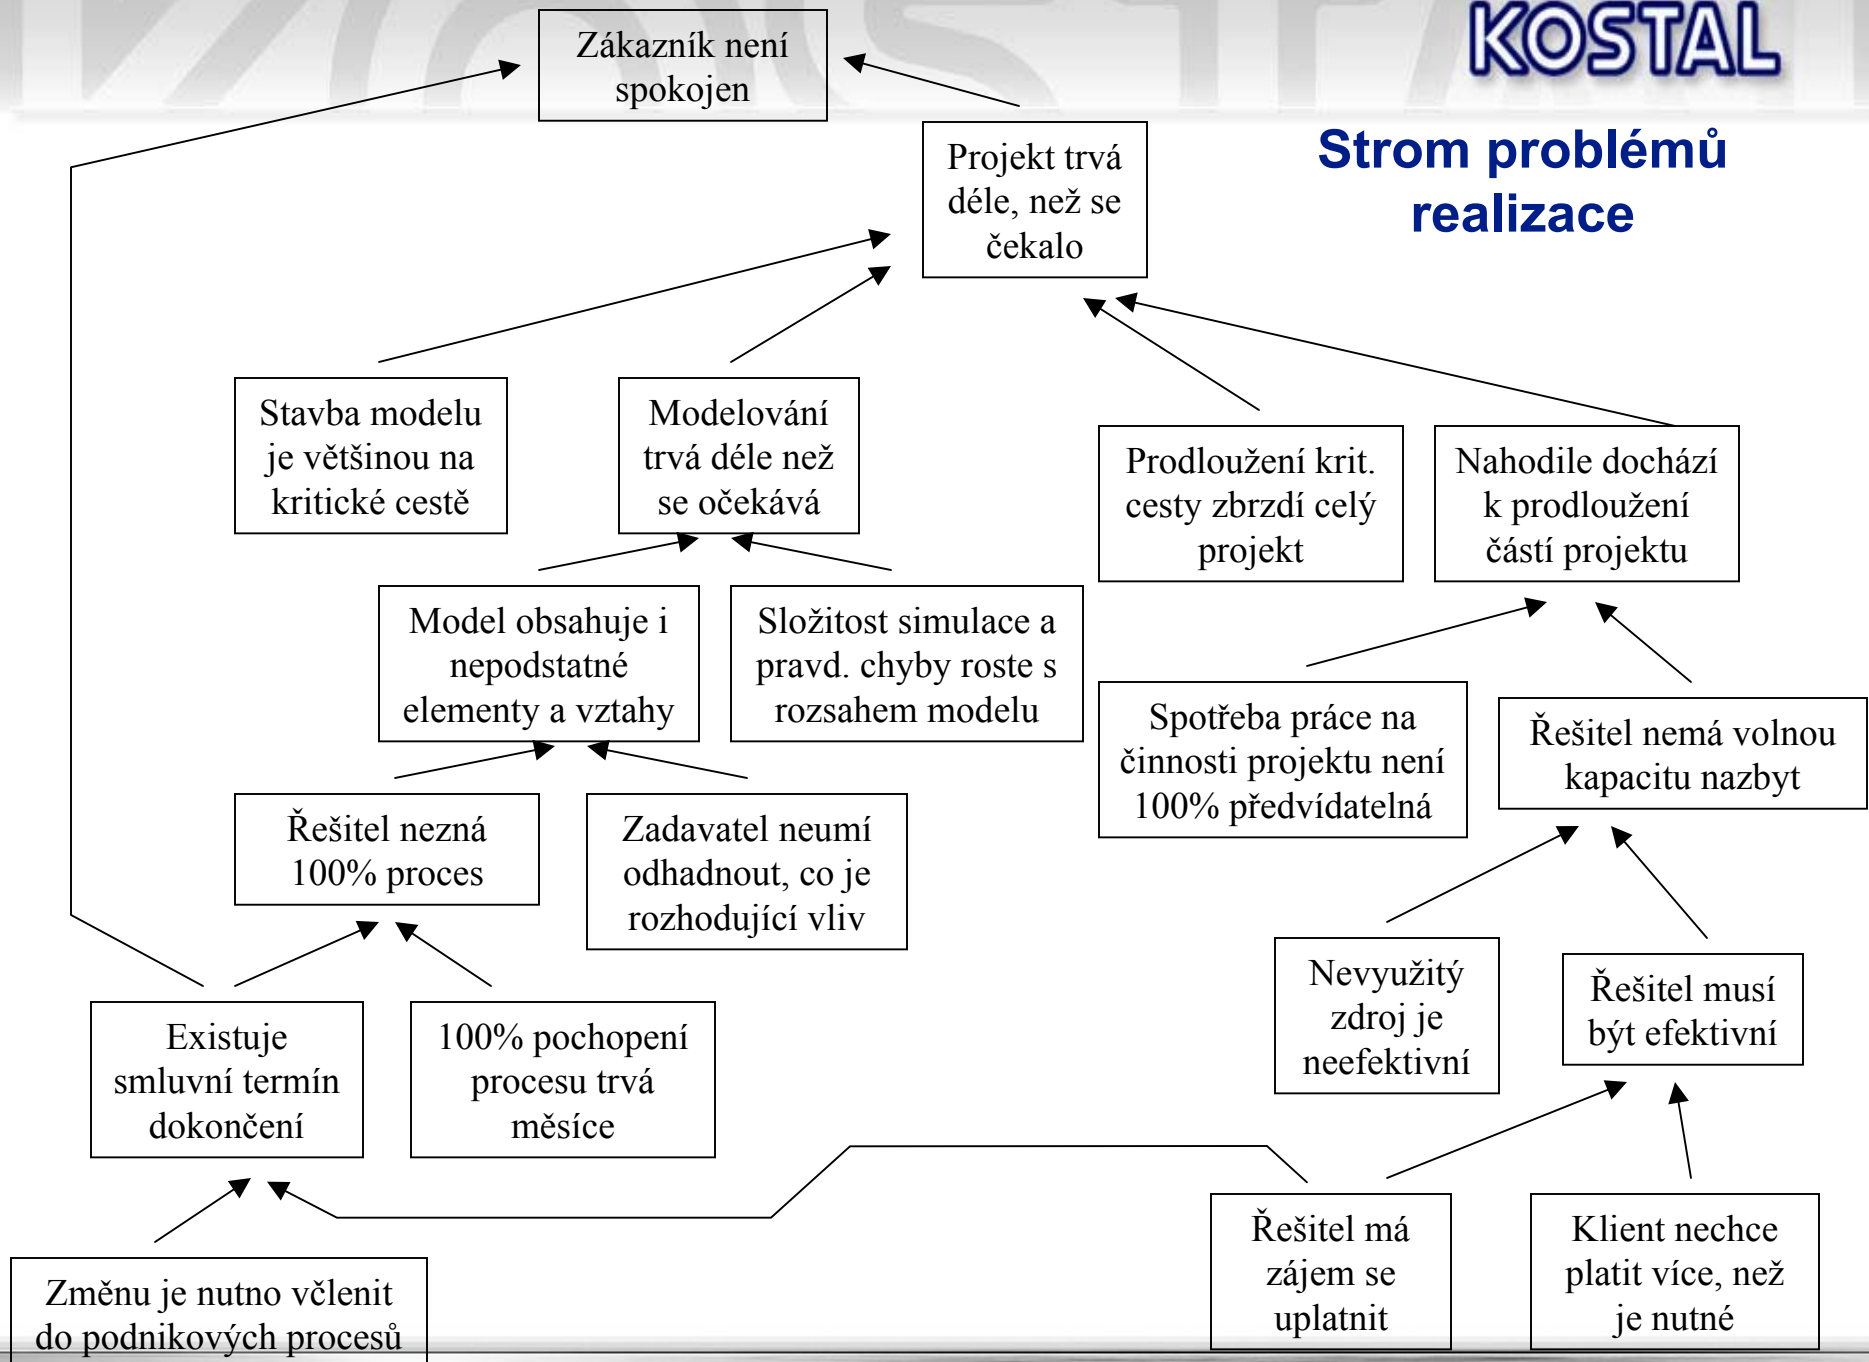 KOSTAL
Zákazník není
spokojen
Strom problémů
realizace
Projekt trvá
déle, než se
čekalo
Stavba modelu
je většinou na
kritické cestě
Modelování
trvá déle než
se očekává
Prodloužení krit.
cesty zbrzdí celý
projekt
Nahodile dochází
k prodloužení
částí projektu
Model obsahuje i
nepodstatné
elementy a vztahy
Složitost simulace a
pravd. chyby roste s
rozsahem modelu
Spotřeba práce na
činnosti projektu není
100% předvídatelná
Řešitel nemá volnou
kapacitu nazbyt
Řešitel nezná
100% proces
Zadavatel neumí
odhadnout, co je
rozhodující vliv
Nevyužitý
zdroj je
neefektivní
Řešitel musí
být efektivní
Existuje
smluvní termín
dokončení
100% pochopení
procesu trvá
měsíce
Řešitel má
zájem se
uplatnit
Klient nechce
platit více, než
je nutné
Změnu je nutno včlenit
do podnikových procesů